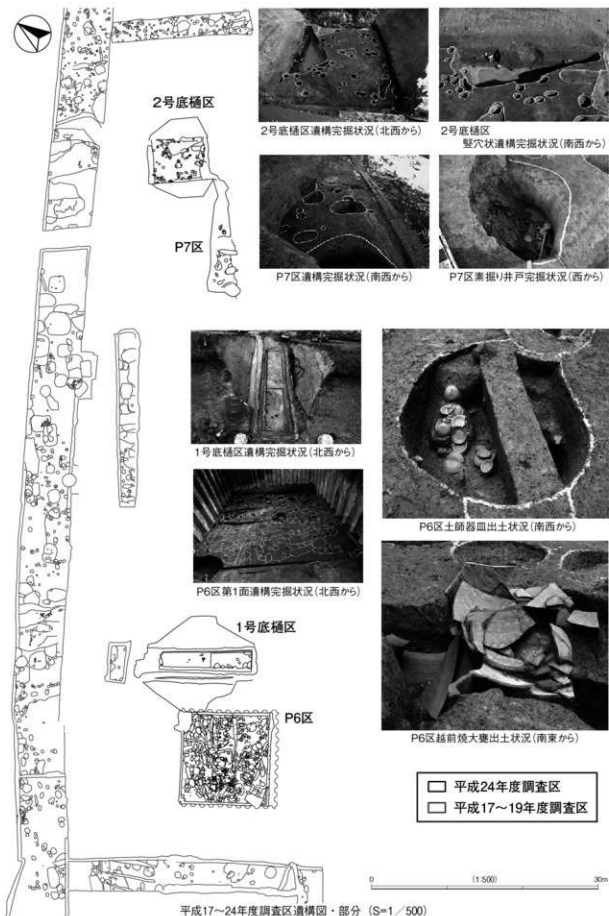 2号底樋区
P7区
2号底樋区遺構完掘状況(北西から)
2号底樋区
竪穴状遺構完掘状況(南西から)
P7区遺構完掘状況(南西から)
P7区素掘り井戸完掘状況(西から)
1号底樋区遺構完掘状況(北西から)
P6区土師器皿出土状況(南西から)
P6区第1面遺構完掘状況(北西から)
1号底樋区
P6区
P6区越前焼大甕出土状況(南東から)
平成24年度調査区
平成17〜19年度調査区
0 (1:500) 30m
平成17〜24年度調査区遺構図・部分 (S=1/500)